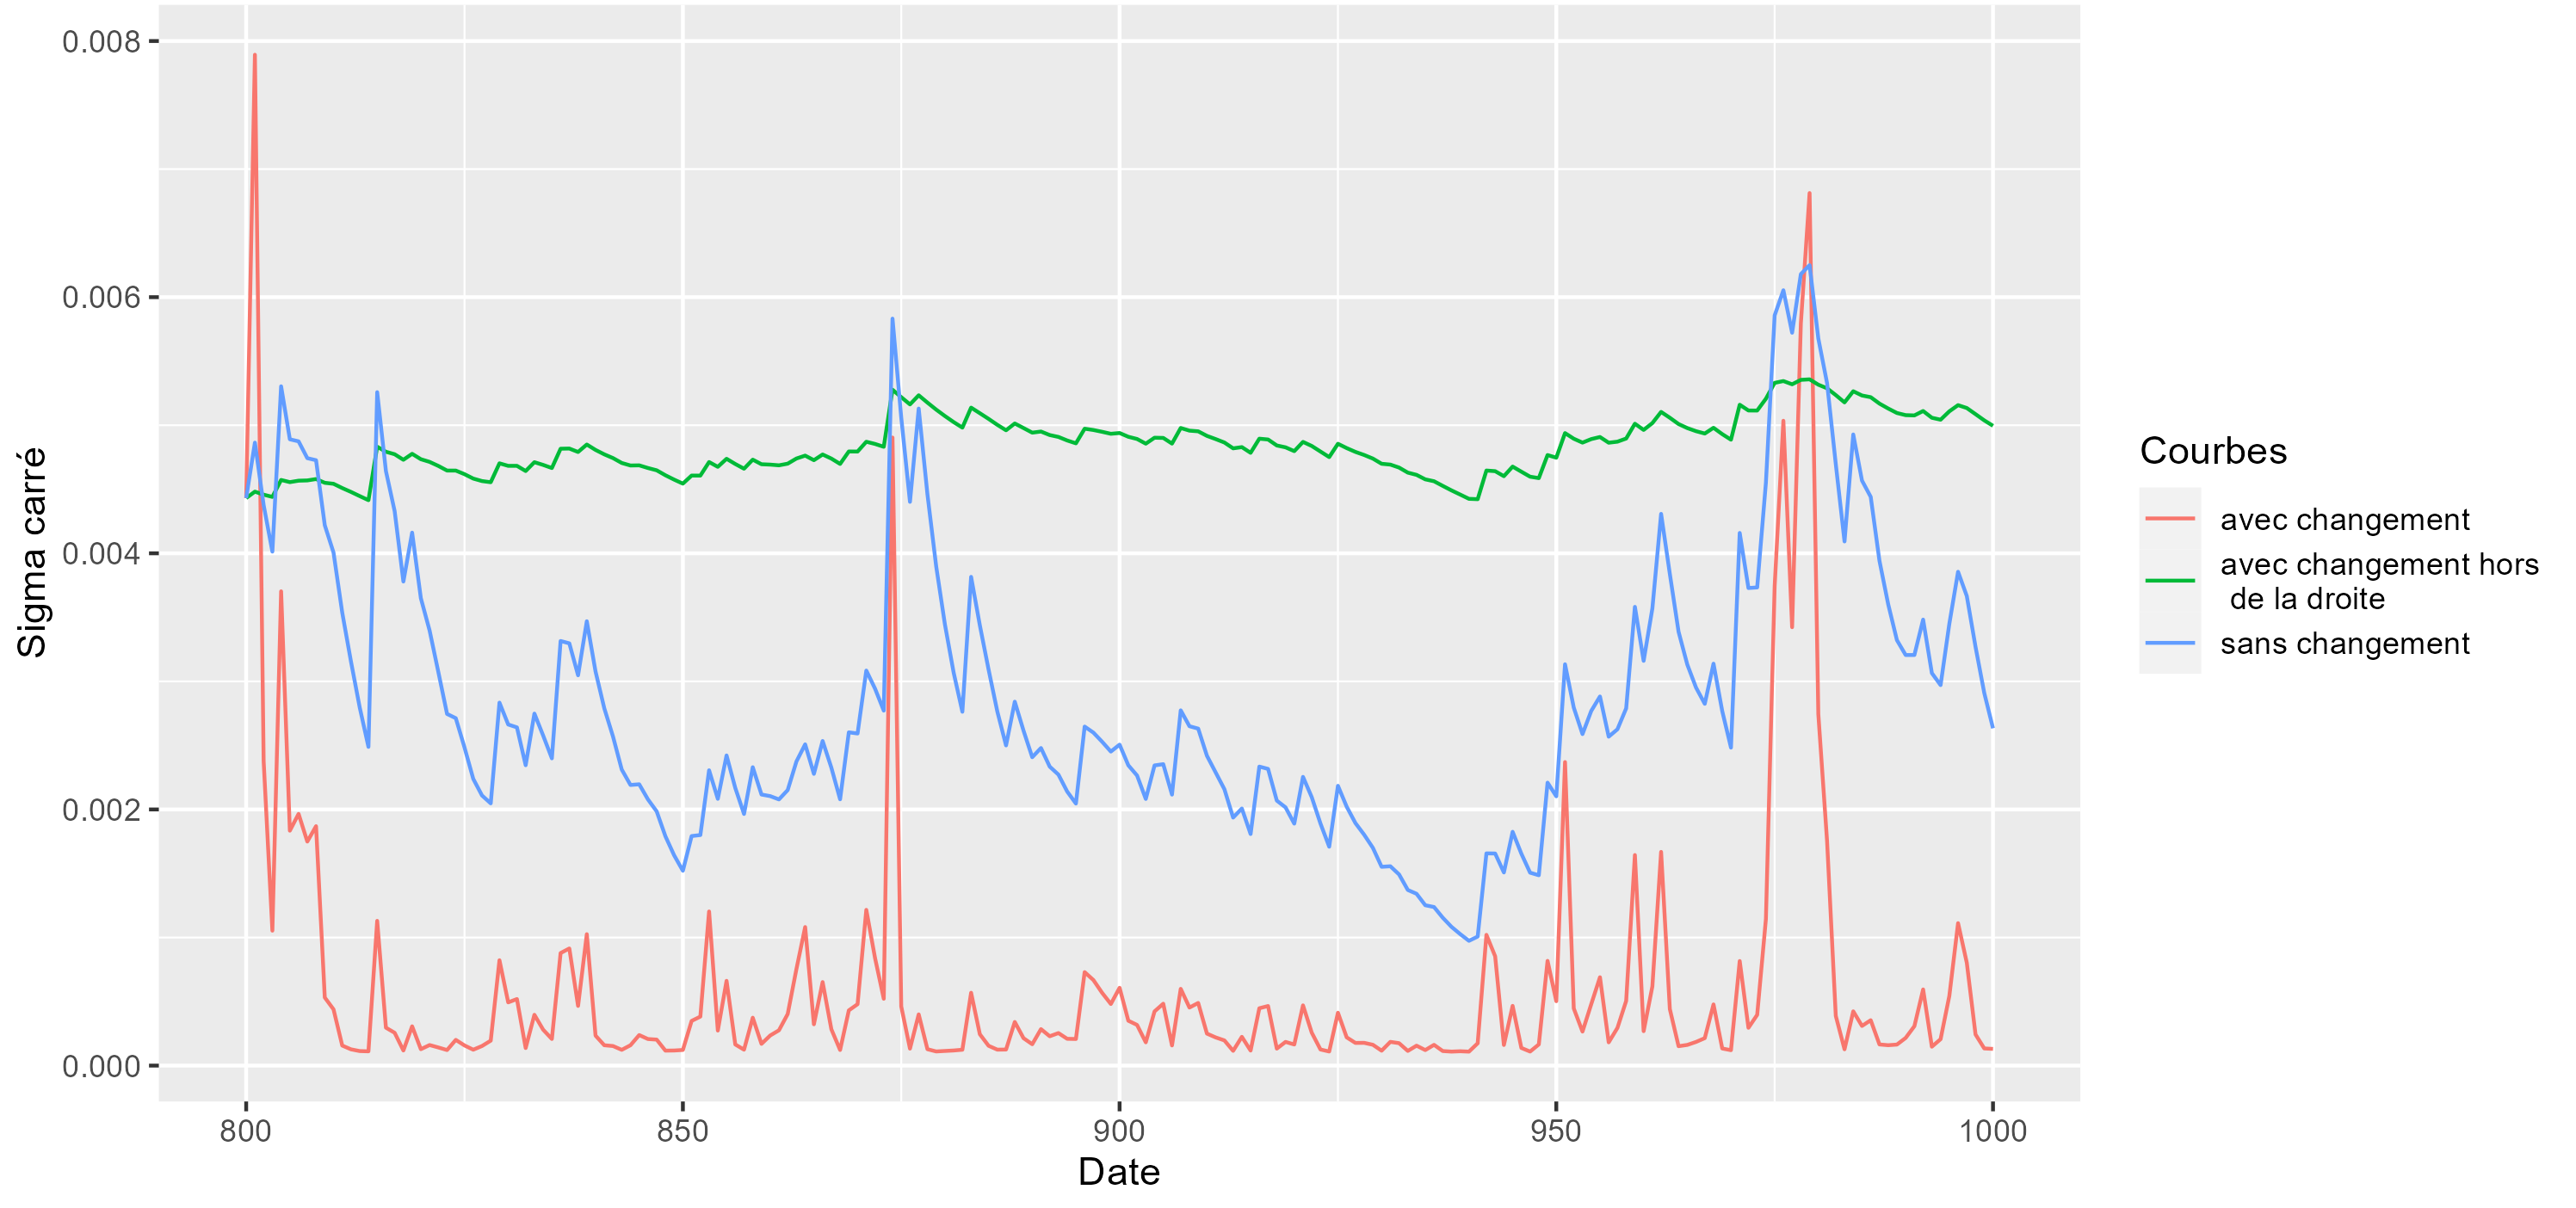 0.008
0.006
0.004
0.002
0.000
Sigma carré
800
850
900
950
1000
Date
Courbes
avec changement
avec changement hors
de la droite
sans changement